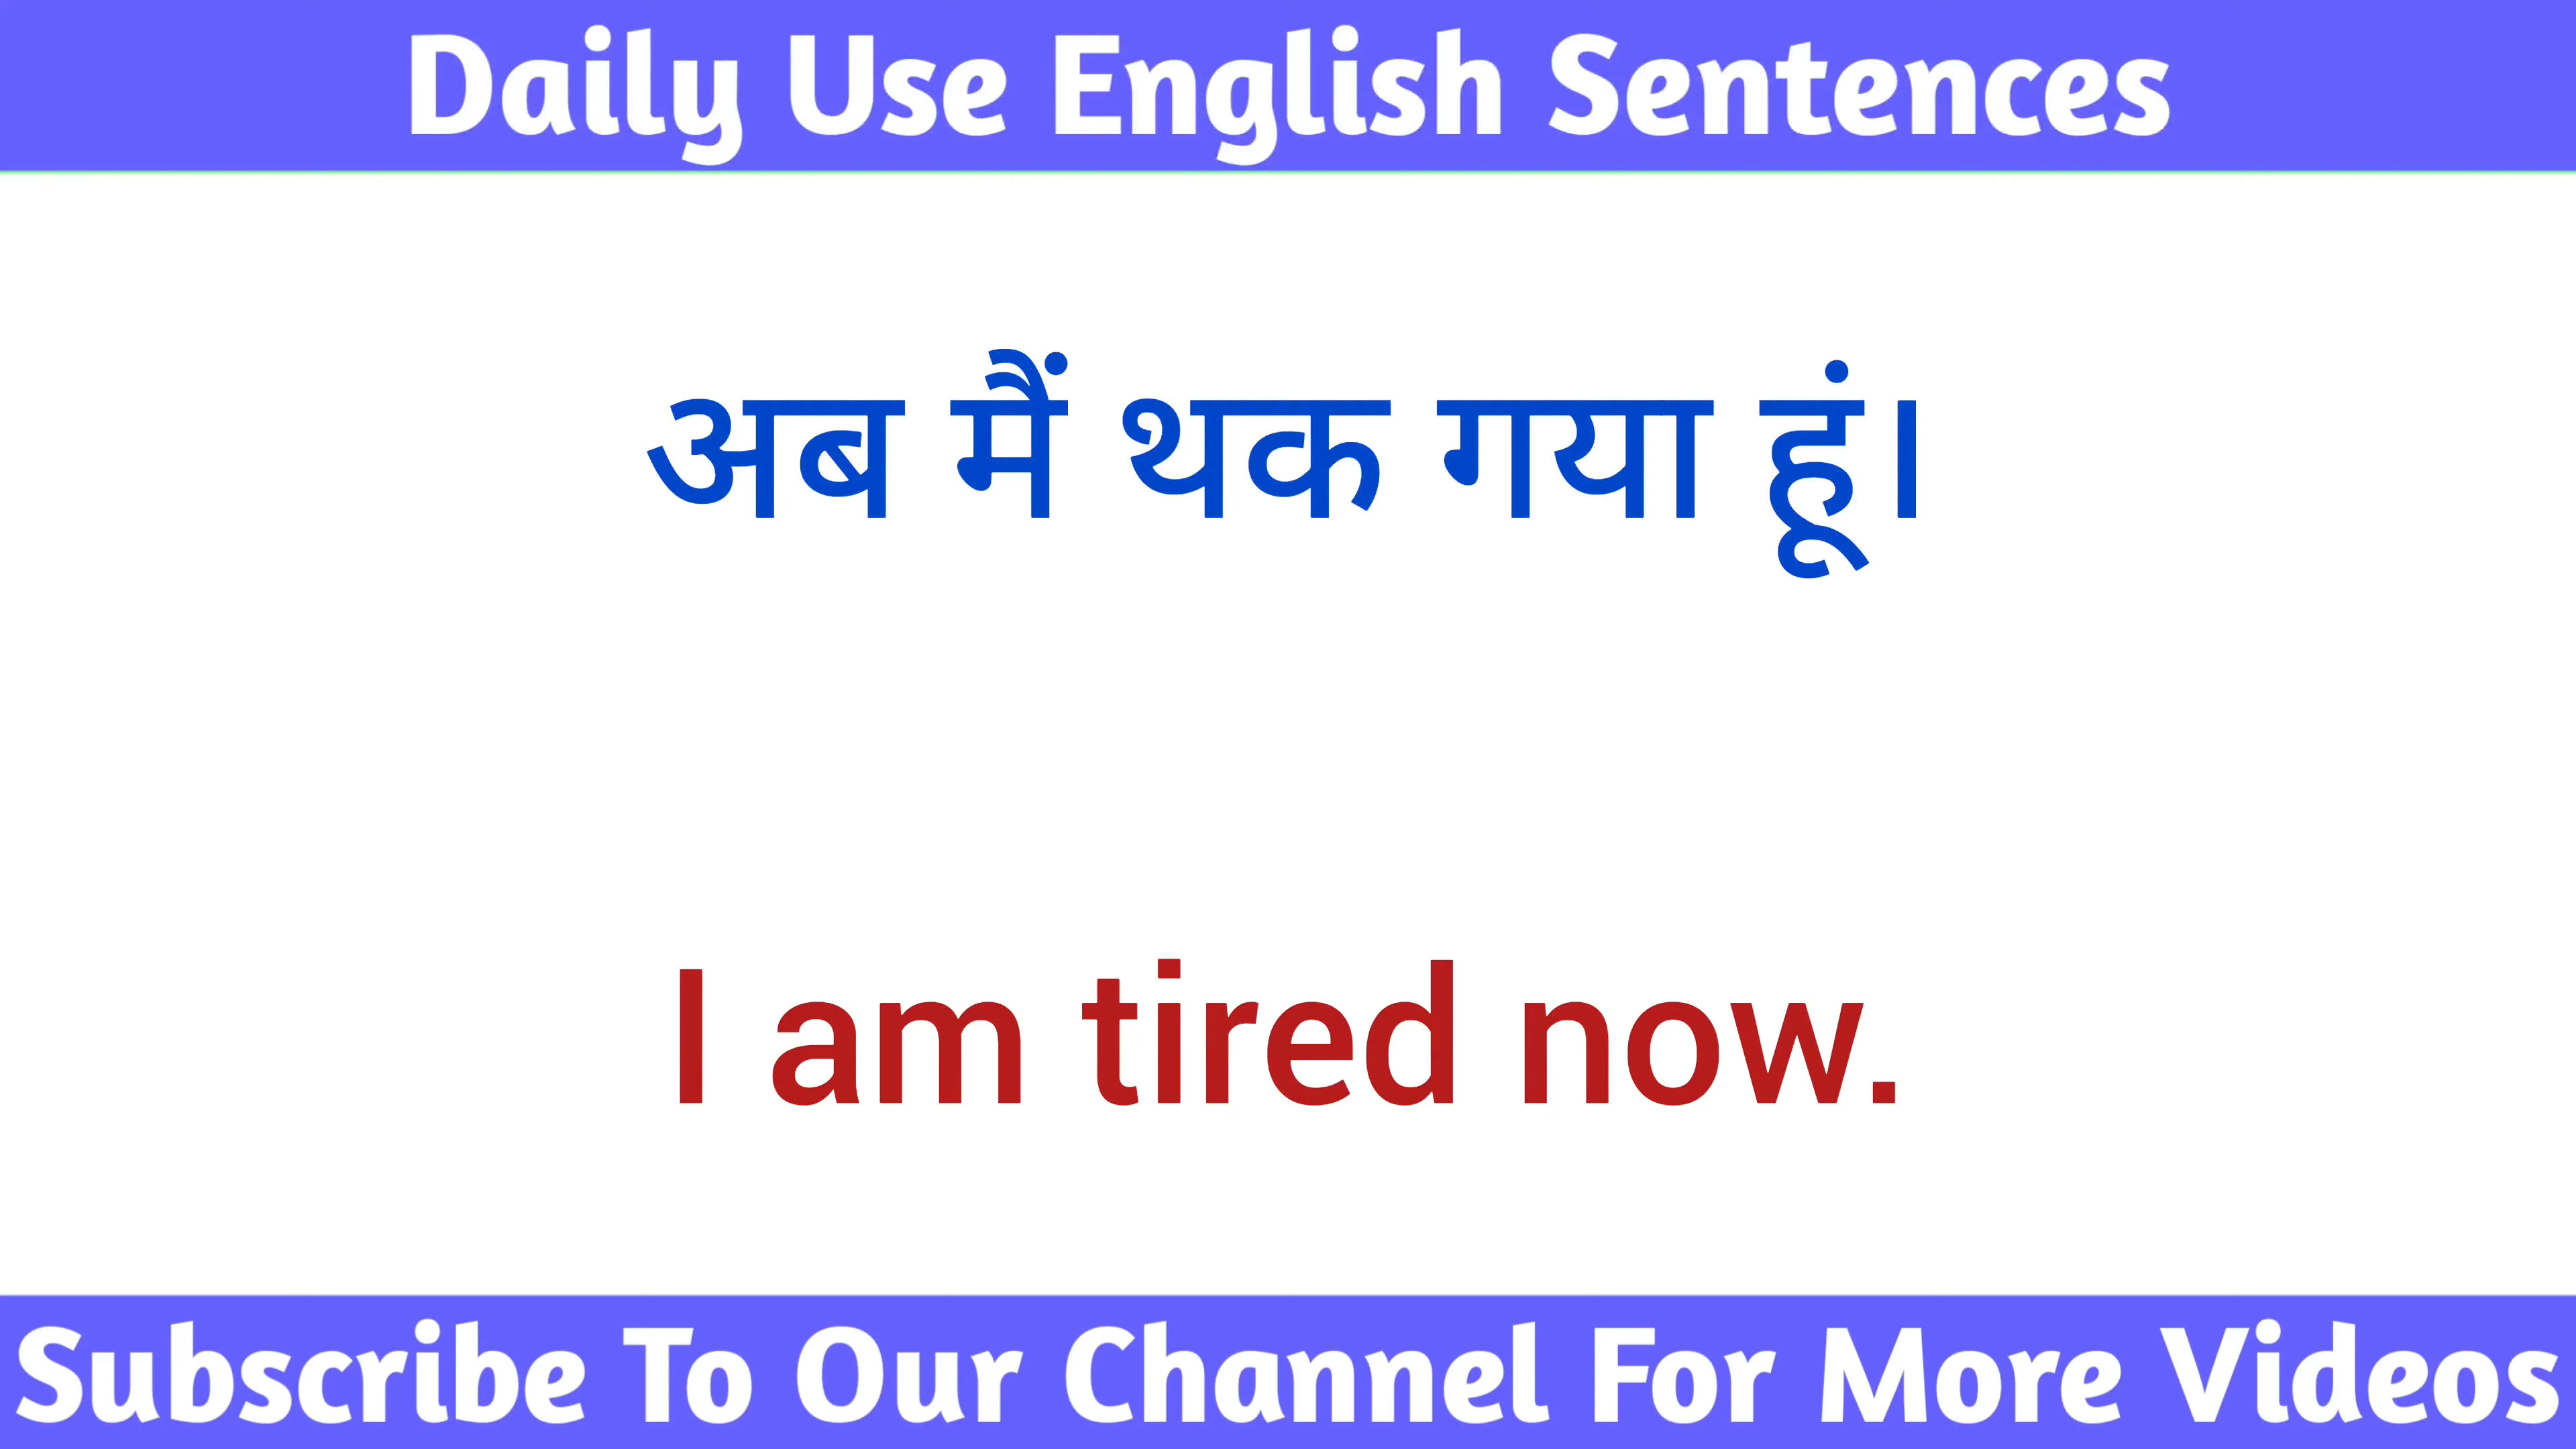 Daily Use English Sentences
अब मैं थक गया हूं।
I am tired now.
Subscribe To Our Channel For More Videos